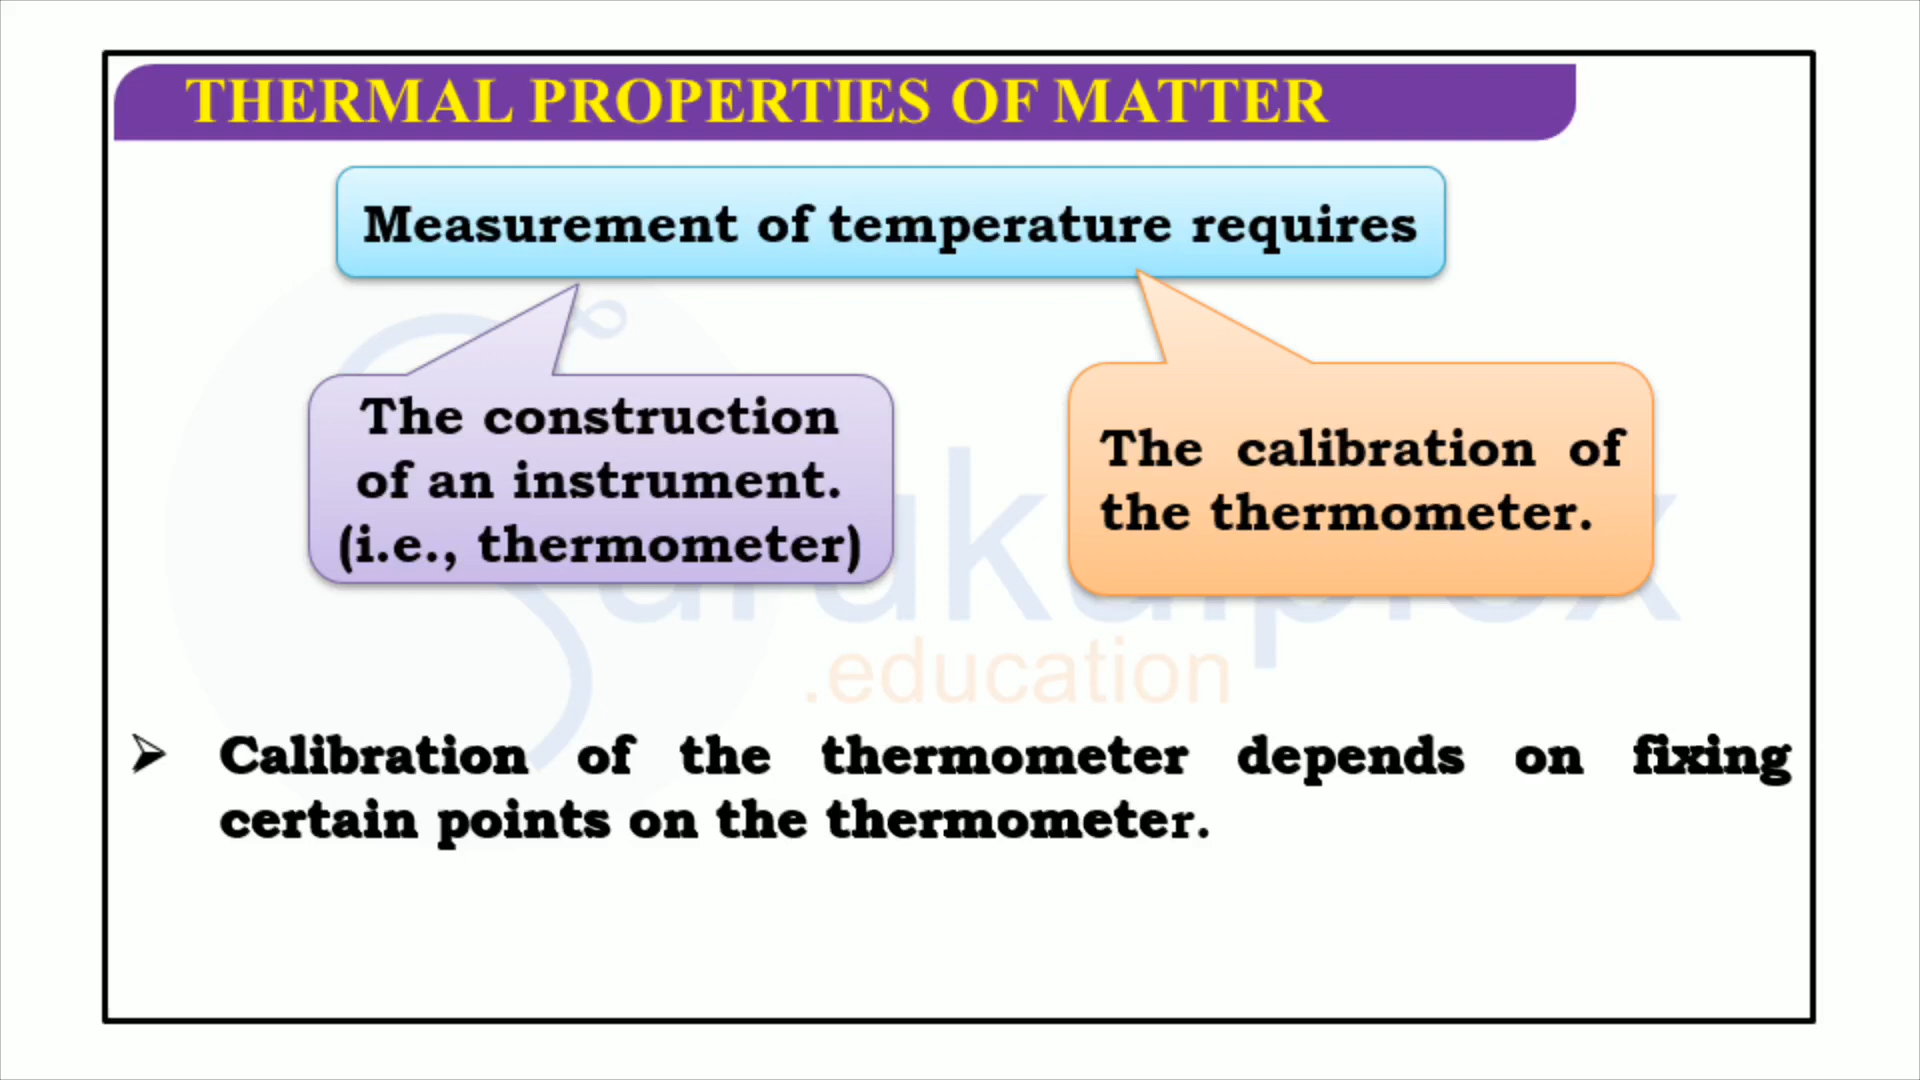 THERMAL PROPERTIES OF MATTER
Measurement of temperature requires
The construction
of an instrument.
(i.e., thermometer)
The calibration of
the thermometer.
.education
Calibration of the thermometer depends on fixing
certain points on the thermometer.